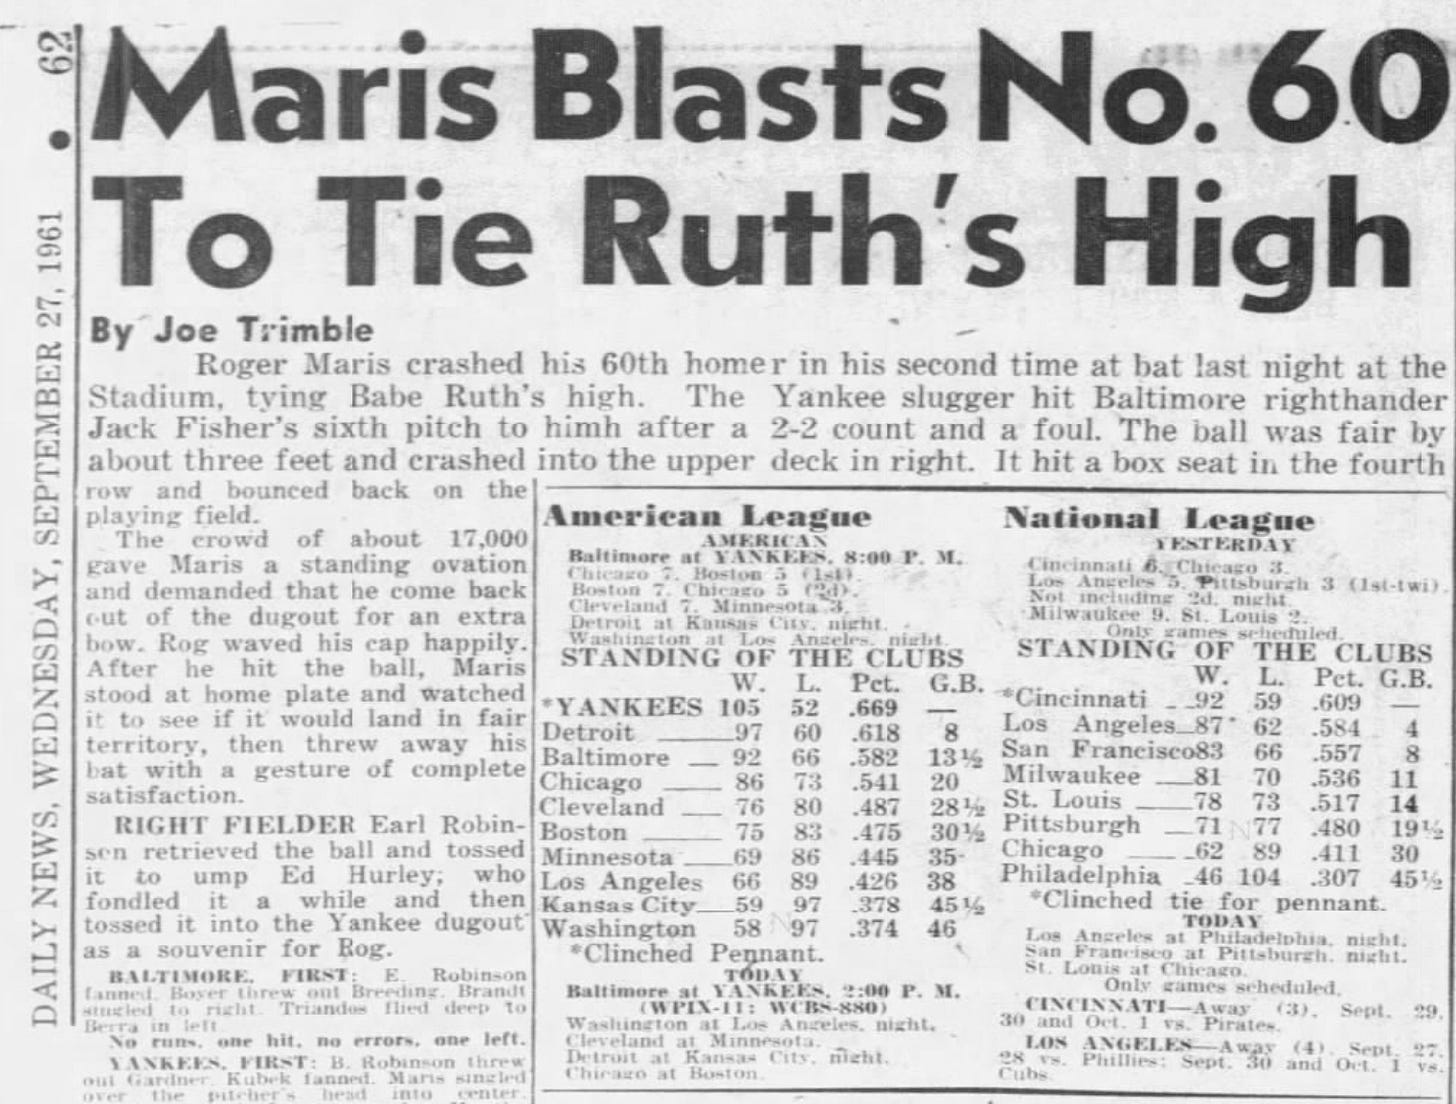 DAILY NEWS, WEDNESDAY, SEPTEMBER 27, 1961 • 62
Maris Blasts No. 60
To Tie Ruth's High
By Joe Trimble
Roger Maris crashed his 60th homer in his second time at bat last night at the
Stadium, tying Babe Ruth's high. The Yankee slugger hit Baltimore righthander
Jack Fisher's sixth pitch to himh after a 2-2 count and a foul. The ball was fair by
about three feet and crashed into the upper deck in right. It hit a box seat in the fourth
row and bounced back on the
playing field.
The crowd of about 17,000
gave Maris a standing ovation
and demanded that he come back
out of the dugout for an extra
bow. Rog waved his cap happily.
After he hit the ball, Maris
stood at home plate and watched
it to see if it would land in fair
territory, then threw away his
bat with a gesture of complete
satisfaction.
RIGHT FIELDER Earl Robin-
son retrieved the ball and tossed
it to ump Ed Hurley; who
fondled it a while and then
tossed it into the Yankee dugout
as a souvenir for Rog.
BALTIMORE, FIRST: E. Robinson
fanned. Boyer threw out Breeding. Brandt
singled to right. Triandos flied deep to
Berra in left.
No runs, one hit, no errors, one left.
YANKEES, FIRST: B. Robinson threw
out Gardner. Kubek fanned. Maris singled
over the pitcher's head into center.
American League
AMERICAN
Baltimore at YANKEES, 8:00 P. M.
Chicago 7, Boston 5 (1st).
Boston 7, Chicago 5 (2d).
Cleveland 7, Minnesota 3.
Detroit at Kansas City, night.
Washington at Los Angeles, night.
STANDING OF THE CLUBS
W. L. Pct. G.B.
*YANKEES 105 52 .669 —
Detroit 97 60 .618 8
Baltimore 92 66 .582 13½
Chicago 86 73 .541 20
Cleveland 76 80 .487 28½
Boston 75 83 .475 30½
Minnesota 69 86 .445 35
Los Angeles 66 89 .426 38
Kansas City 59 97 .378 45½
Washington 58 97 .374 46
*Clinched Pennant.
TODAY
Baltimore at YANKEES, 2:00 P. M.
(WPIX-11; WCBS-880)
Washington at Los Angeles, night.
Cleveland at Minnesota.
Detroit at Kansas City, night.
Chicago at Boston.
National League
YESTERDAY
Cincinnati 6, Chicago 3.
Los Angeles 5, Pittsburgh 3 (1st-twi).
Not including 2d, night.
Milwaukee 9, St. Louis 2.
Only games scheduled.
STANDING OF THE CLUBS
W. L. Pct. G.B.
*Cincinnati 92 59 .609 —
Los Angeles 87 62 .584 4
San Francisco 83 66 .557 8
Milwaukee 81 70 .536 11
St. Louis 78 73 .517 14
Pittsburgh 71 77 .480 19½
Chicago 62 89 .411 30
Philadelphia 46 104 .307 45½
*Clinched tie for pennant.
TODAY
Los Angeles at Philadelphia, night.
San Francisco at Pittsburgh, night.
St. Louis at Chicago.
Only games scheduled.
CINCINNATI—Away (3). Sept. 29,
30 and Oct. 1 vs. Pirates.
LOS ANGELES—Away (4). Sept. 27,
28 vs. Phillies; Sept. 30 and Oct. 1 vs.
Cubs.